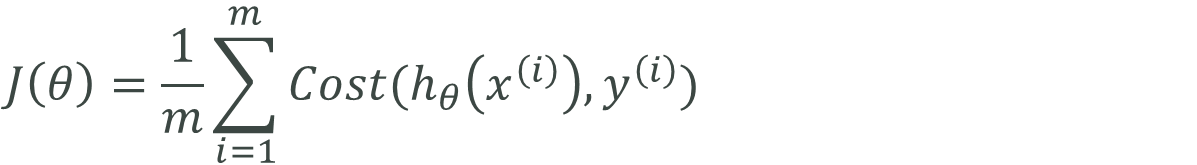 J(θ) = 1/m ∑_{i=1}^{m} Cost(h_θ(x^{(i)}), y^{(i)})